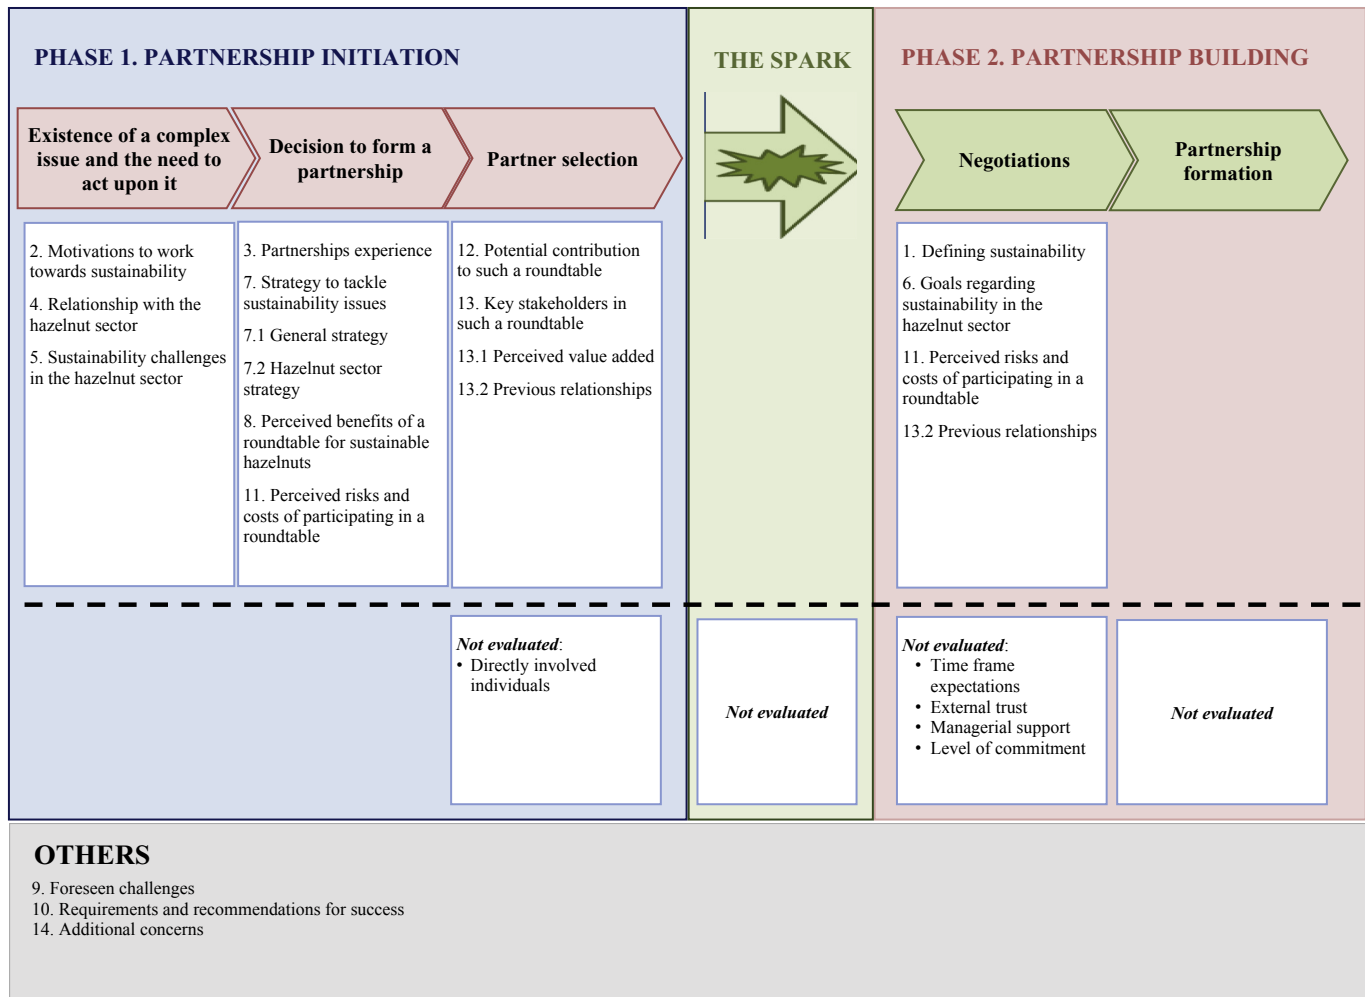 PHASE 1. PARTNERSHIP INITIATION
THE SPARK
PHASE 2. PARTNERSHIP BUILDING
Existence of a complex
issue and the need to
act upon it
Decision to form a
partnership
Partner selection
Negotiations
Partnership
formation
2. Motivations to work
towards sustainability
4. Relationship with the
hazelnut sector
5. Sustainability challenges
in the hazelnut sector
3. Partnerships experience
7. Strategy to tackle
sustainability issues
7.1 General strategy
7.2 Hazelnut sector
strategy
8. Perceived benefits of a
roundtable for sustainable
hazelnuts
11. Perceived risks and
costs of participating in a
roundtable
12. Potential contribution
to such a roundtable
13. Key stakeholders in
such a roundtable
13.1 Perceived value added
13.2 Previous relationships
1. Defining sustainability
6. Goals regarding
sustainability in the
hazelnut sector
11. Perceived risks and
costs of participating in a
roundtable
13.2 Previous relationships
Not evaluated:
• Directly involved
individuals
Not evaluated
Not evaluated:
• Time frame
expectations
• External trust
• Managerial support
• Level of commitment
Not evaluated
OTHERS
9. Foreseen challenges
10. Requirements and recommendations for success
14. Additional concerns